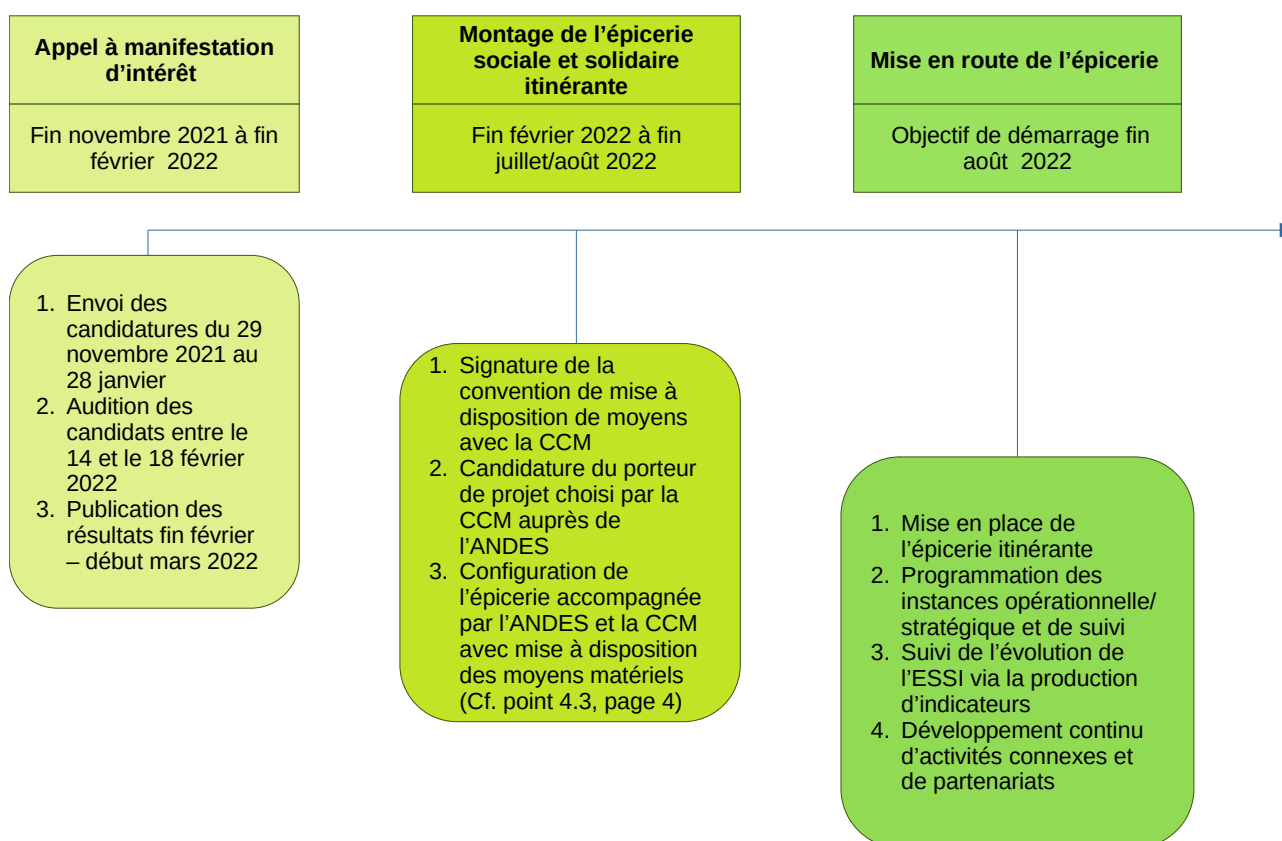 Appel à manifestation
d’intérêt
Fin novembre 2021 à fin
février 2022
Montage de l’épicerie
sociale et solidaire
itinérante
Fin février 2022 à fin
juillet/août 2022
Mise en route de l’épicerie
Objectif de démarrage fin
août 2022
1. Envoi des
candidatures du 29
novembre 2021 au
28 janvier
2. Audition des
candidats entre le
14 et le 18 février
2022
3. Publication des
résultats fin février
– début mars 2022
1. Signature de la
convention de mise à
disposition de moyens
avec la CCM
2. Candidature du porteur
de projet choisi par la
CCM auprès de
l’ANDES
3. Configuration de
l’épicerie accompagnée
par l’ANDES et la CCM
avec mise à disposition
des moyens matériels
(Cf. point 4.3, page 4)
1. Mise en place de
l’épicerie itinérante
2. Programmation des
instances opérationnelle/
stratégique et de suivi
3. Suivi de l’évolution de
l’ESSI via la production
d’indicateurs
4. Développement continu
d’activités connexes et
de partenariats